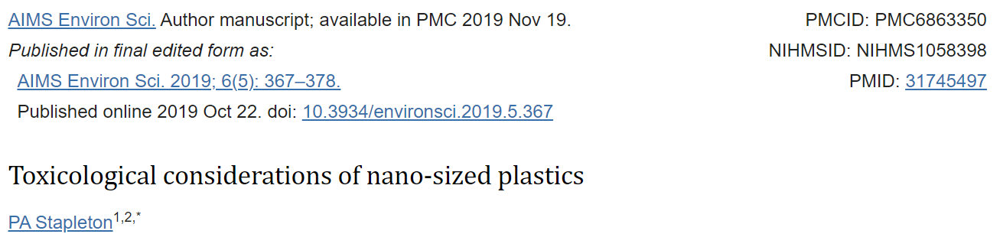 AIMS Environ Sci. Author manuscript; available in PMC 2019 Nov 19.
PMCID: PMC6863350
Published in final edited form as:
NIHMSID: NIHMS1058398
AIMS Environ Sci. 2019; 6(5): 367–378.
PMID: 31745497
Published online 2019 Oct 22. doi: 10.3934/environsci.2019.5.367
Toxicological considerations of nano-sized plastics
PA Stapleton1,2,*